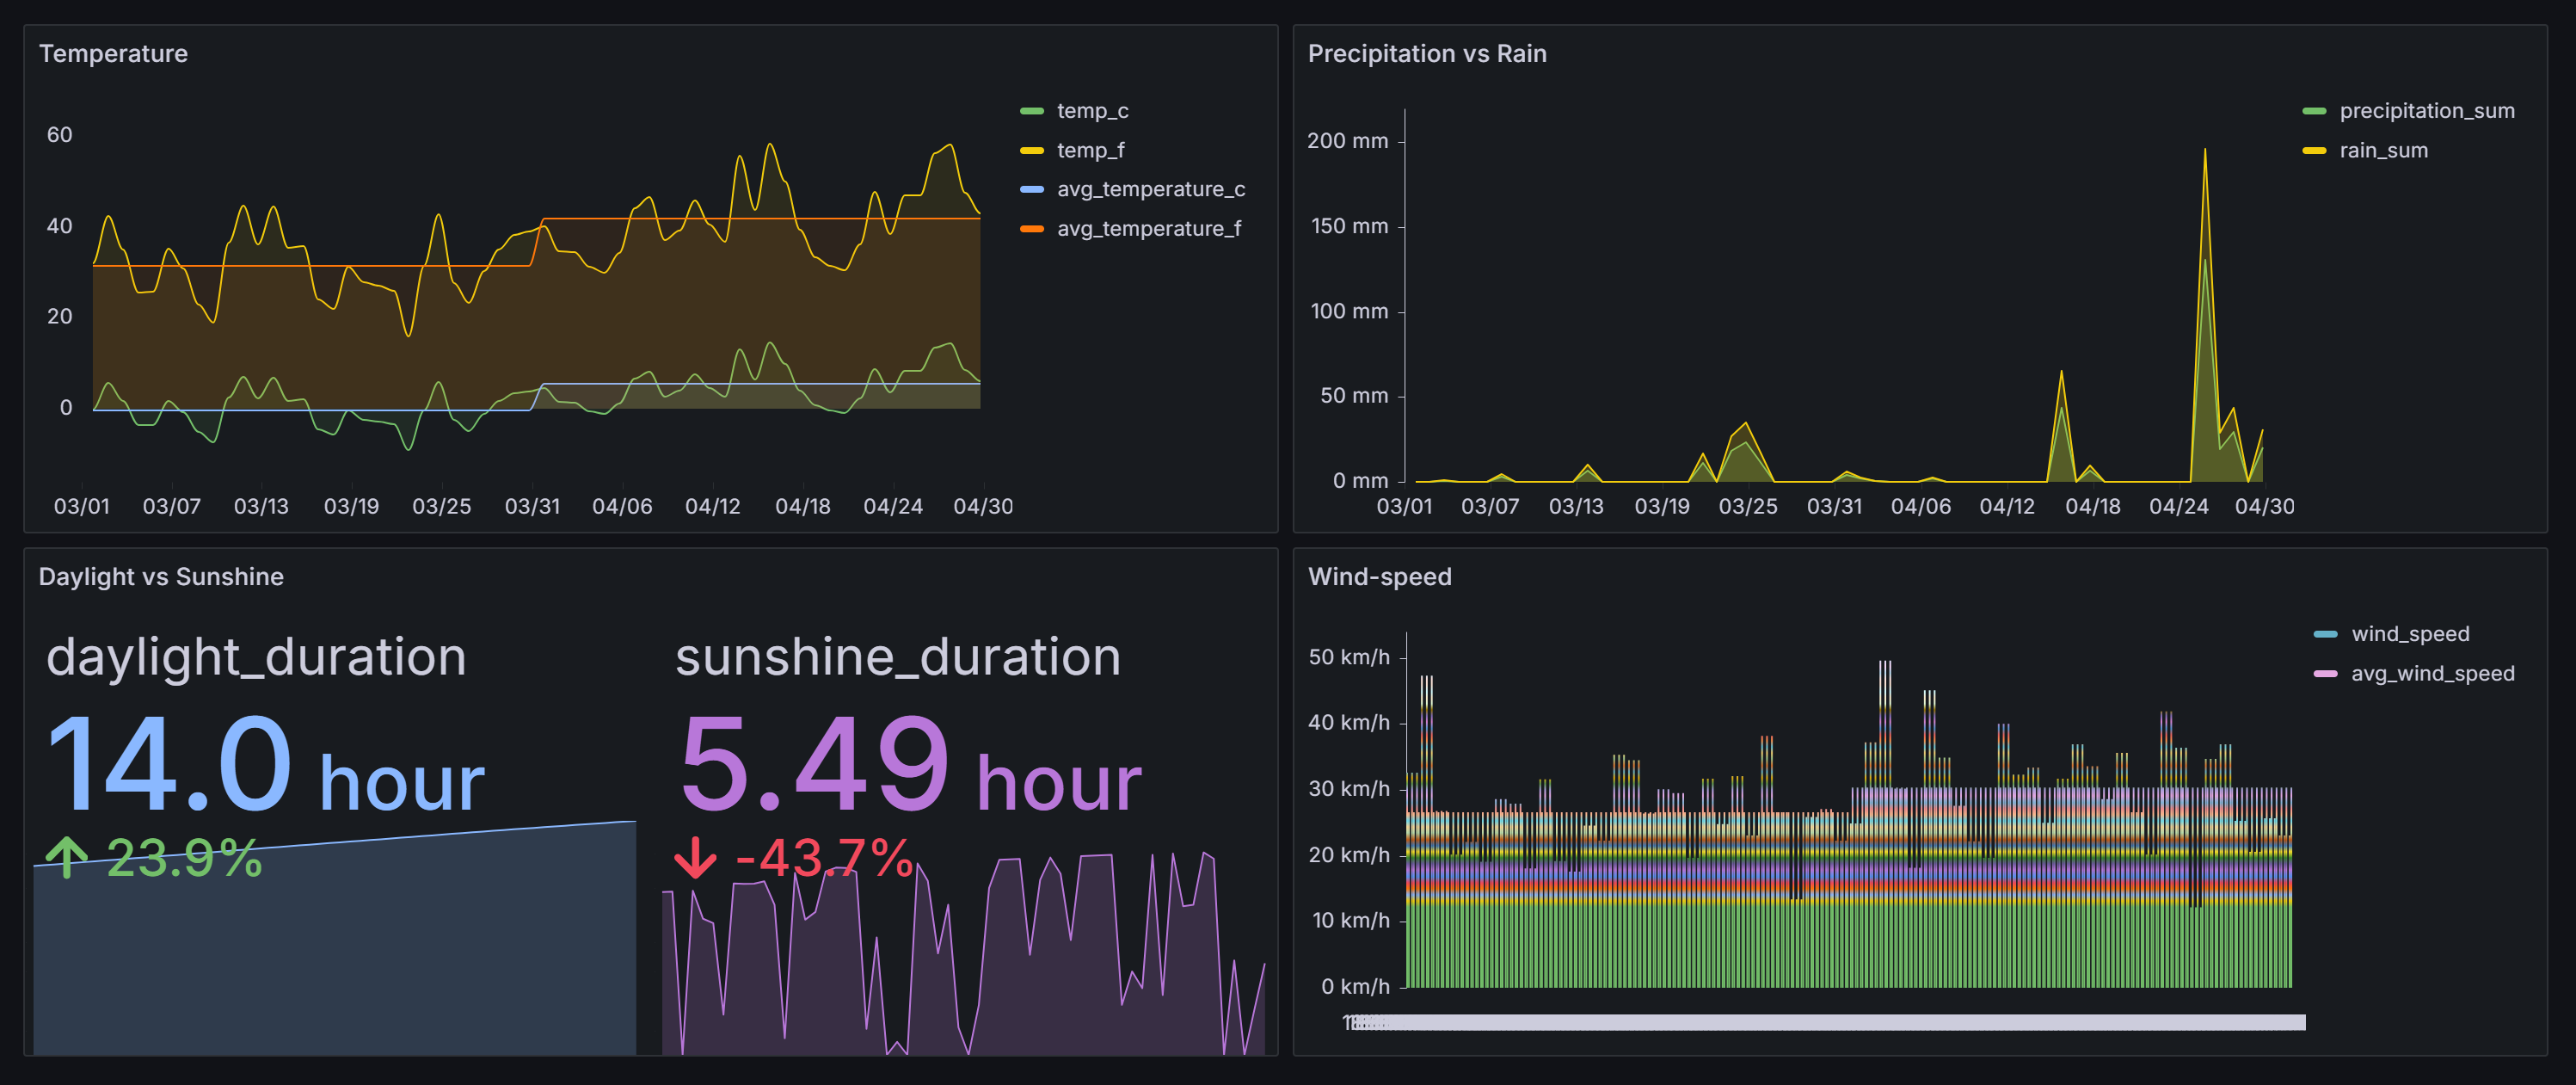 Temperature
60
40
20
0
03/01 03/07 03/13 03/19 03/25 03/31 04/06 04/12 04/18 04/24 04/30
temp_c
temp_f
avg_temperature_c
avg_temperature_f
Precipitation vs Rain
200 mm
150 mm
100 mm
50 mm
0 mm
03/01 03/07 03/13 03/19 03/25 03/31 04/06 04/12 04/18 04/24 04/30
precipitation_sum
rain_sum
Daylight vs Sunshine
daylight_duration
14.0 hour
23.9%
sunshine_duration
5.49 hour
-43.7%
Wind-speed
50 km/h
40 km/h
30 km/h
20 km/h
10 km/h
0 km/h
wind_speed
avg_wind_speed